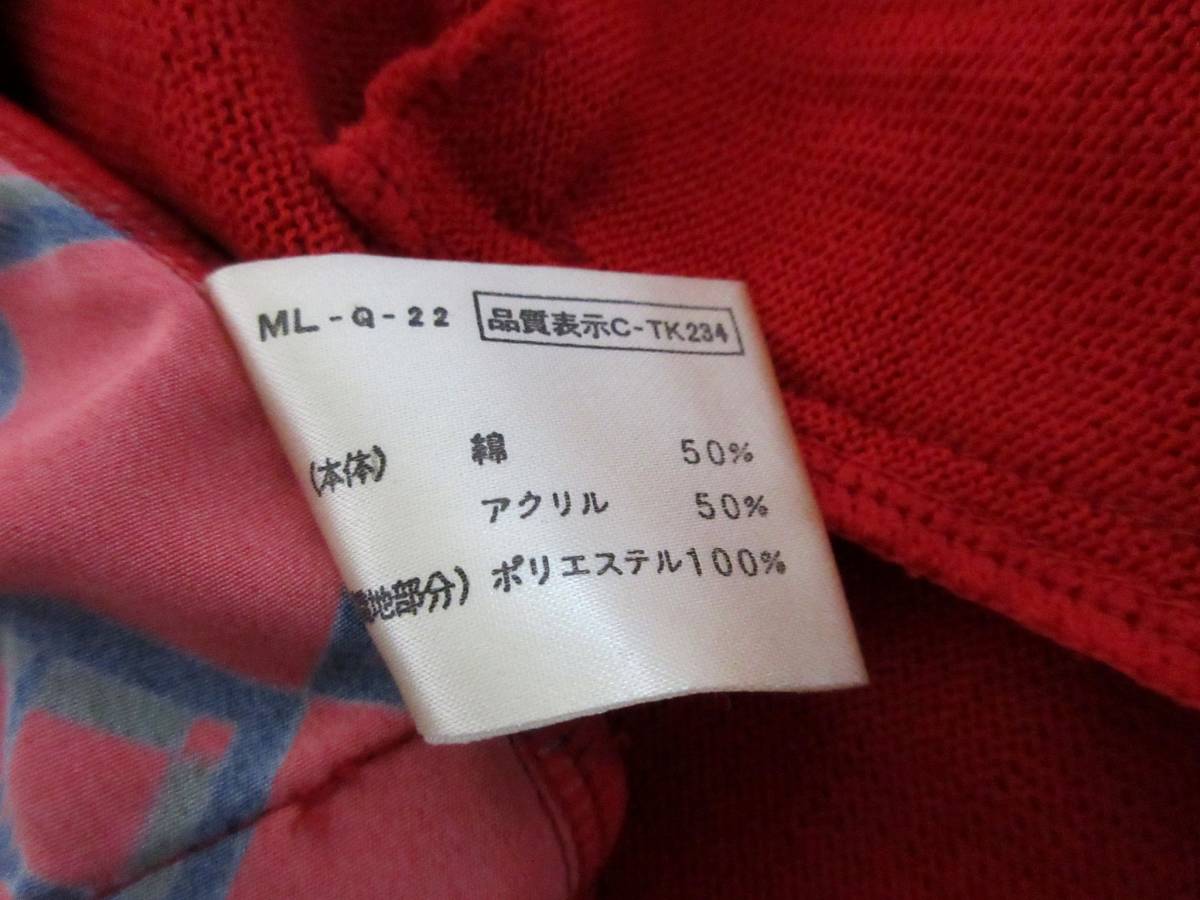 ML-Q-22 品質表示C-TK234
(本体) 綿 50%
アクリル 50%
地部分) ポリエステル100%